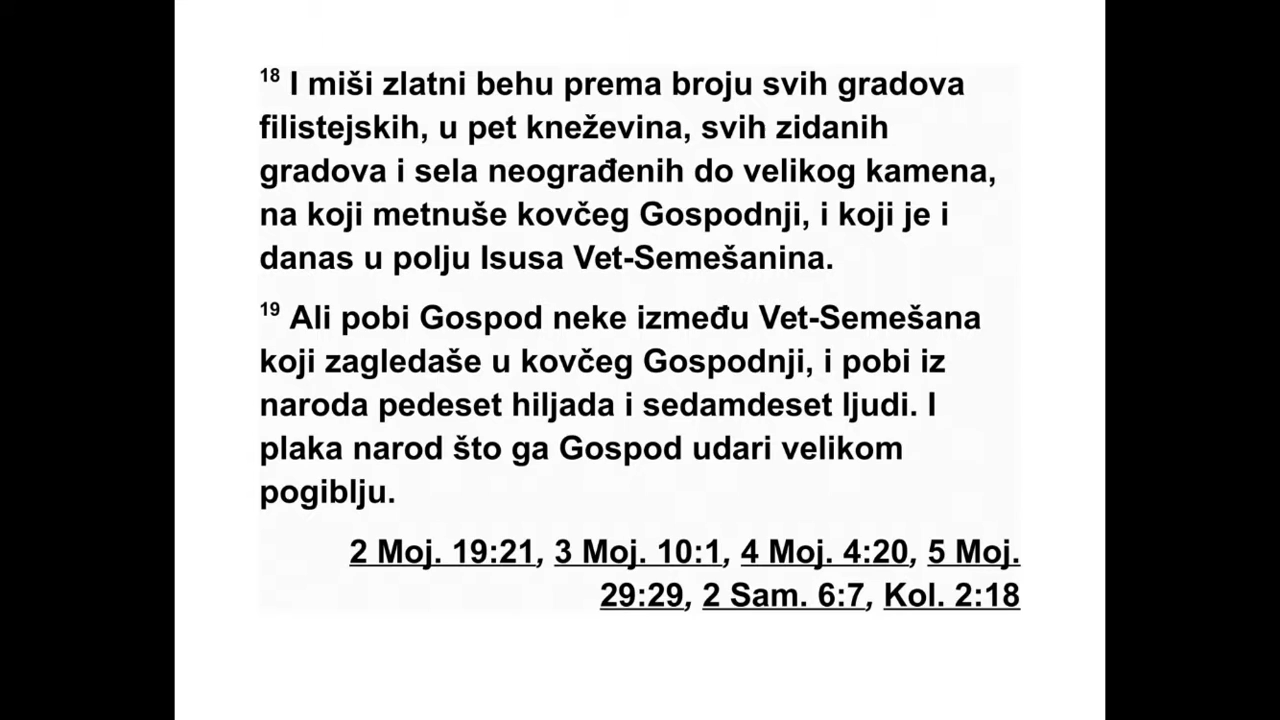 18 I miši zlatni behu prema broju svih gradova
filistejskih, u pet kneževina, svih zidanih
gradova i sela neograđenih do velikog kamena,
na koji metnuše kovčeg Gospodnji, i koji je i
danas u polju Isusa Vet-Semešanina.
19 Ali pobi Gospod neke između Vet-Semešana
koji zagledaše u kovčeg Gospodnji, i pobi iz
naroda pedeset hiljada i sedamdeset ljudi. I
plaka narod što ga Gospod udari velikom
pogiblju.
2 Moj. 19:21, 3 Moj. 10:1, 4 Moj. 4:20, 5 Moj.
29:29, 2 Sam. 6:7, Kol. 2:18